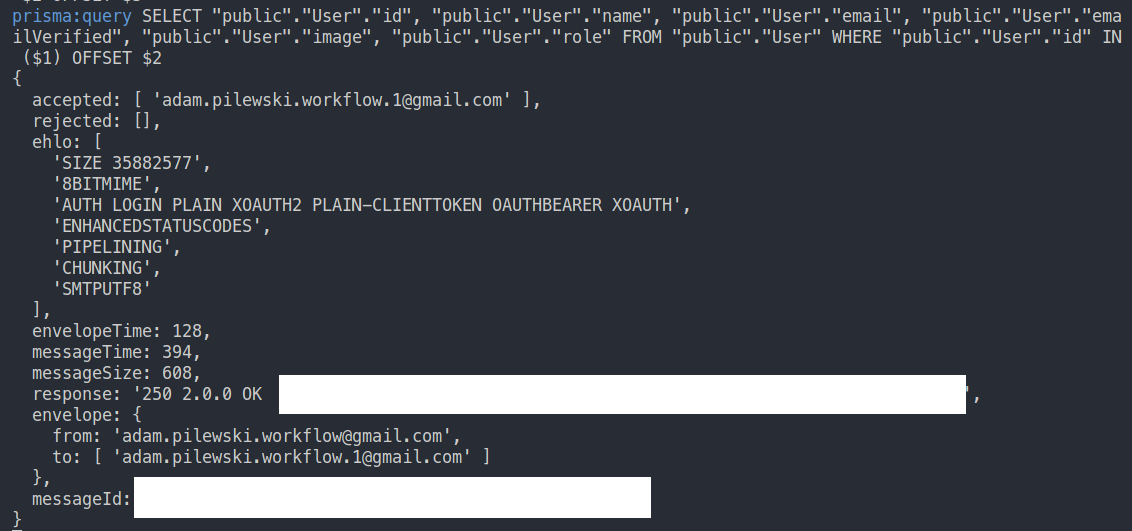 prisma:query SELECT "public"."User"."id", "public"."User"."name", "public"."User"."email", "public"."User"."ema
ilVerified", "public"."User"."image", "public"."User"."role" FROM "public"."User" WHERE "public"."User"."id" IN
($1) OFFSET $2
{
accepted: [ 'adam.pilewski.workflow.1@gmail.com' ],
rejected: [],
ehlo: [
'SIZE 35882577',
'8BITMIME',
'AUTH LOGIN PLAIN XOAUTH2 PLAIN-CLIENTTOKEN OAUTHBEARER XOAUTH',
'ENHANCEDSTATUSCODES',
'PIPELINING',
'CHUNKING',
'SMTPUTF8'
],
envelopeTime: 128,
messageTime: 394,
messageSize: 608,
response: '250 2.0.0 OK ',
envelope: {
from: 'adam.pilewski.workflow@gmail.com',
to: [ 'adam.pilewski.workflow.1@gmail.com' ]
},
messageId:
}